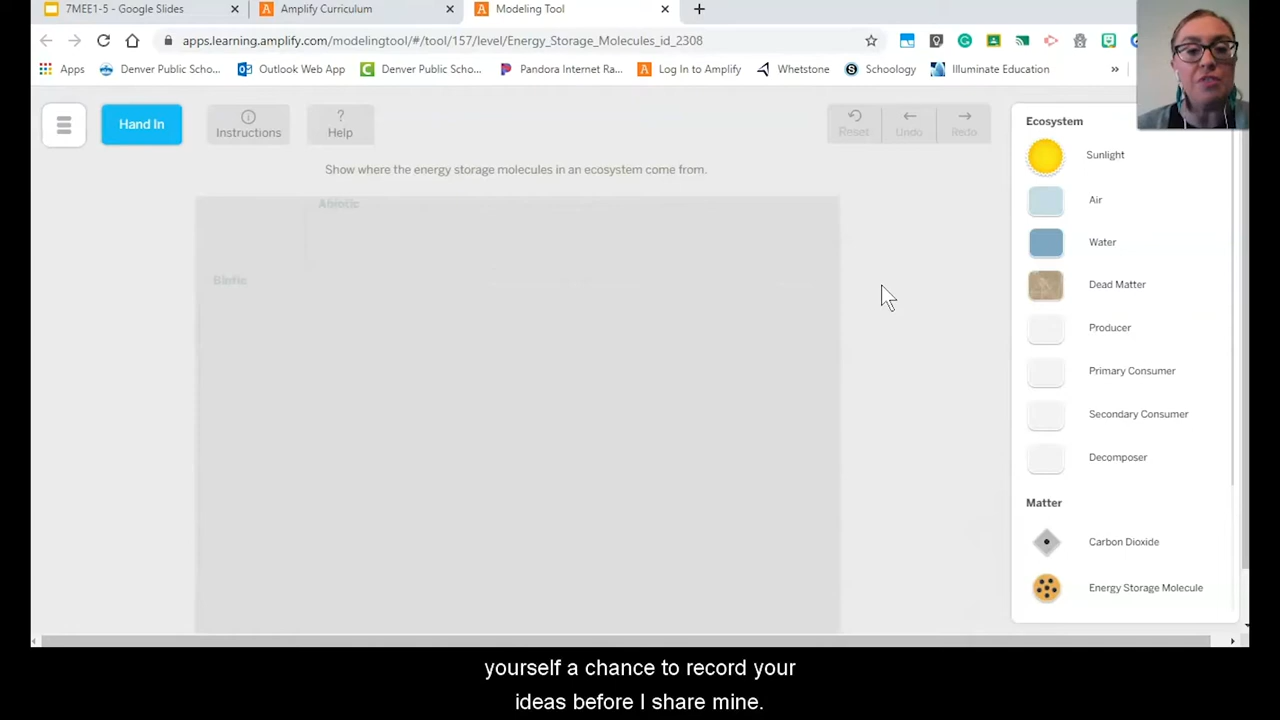 7MEE1-5 - Google Slides
Amplify Curriculum
Modeling Tool
apps.learning.amplify.com/modelingtool/#/tool/157/level/Energy_Storage_Molecules_id_2308
Apps
Denver Public Scho...
Outlook Web App
Denver Public Scho...
Pandora Internet Ra...
Log In to Amplify
Whetstone
Schoology
Illuminate Education
»
Hand In
Instructions
Help
Reset
Undo
Redo
Show where the energy storage molecules in an ecosystem come from.
Abiotic
Biotic
Ecosystem
Sunlight
Air
Water
Dead Matter
Producer
Primary Consumer
Secondary Consumer
Decomposer
Matter
Carbon Dioxide
Energy Storage Molecule
yourself a chance to record your
ideas before I share mine.